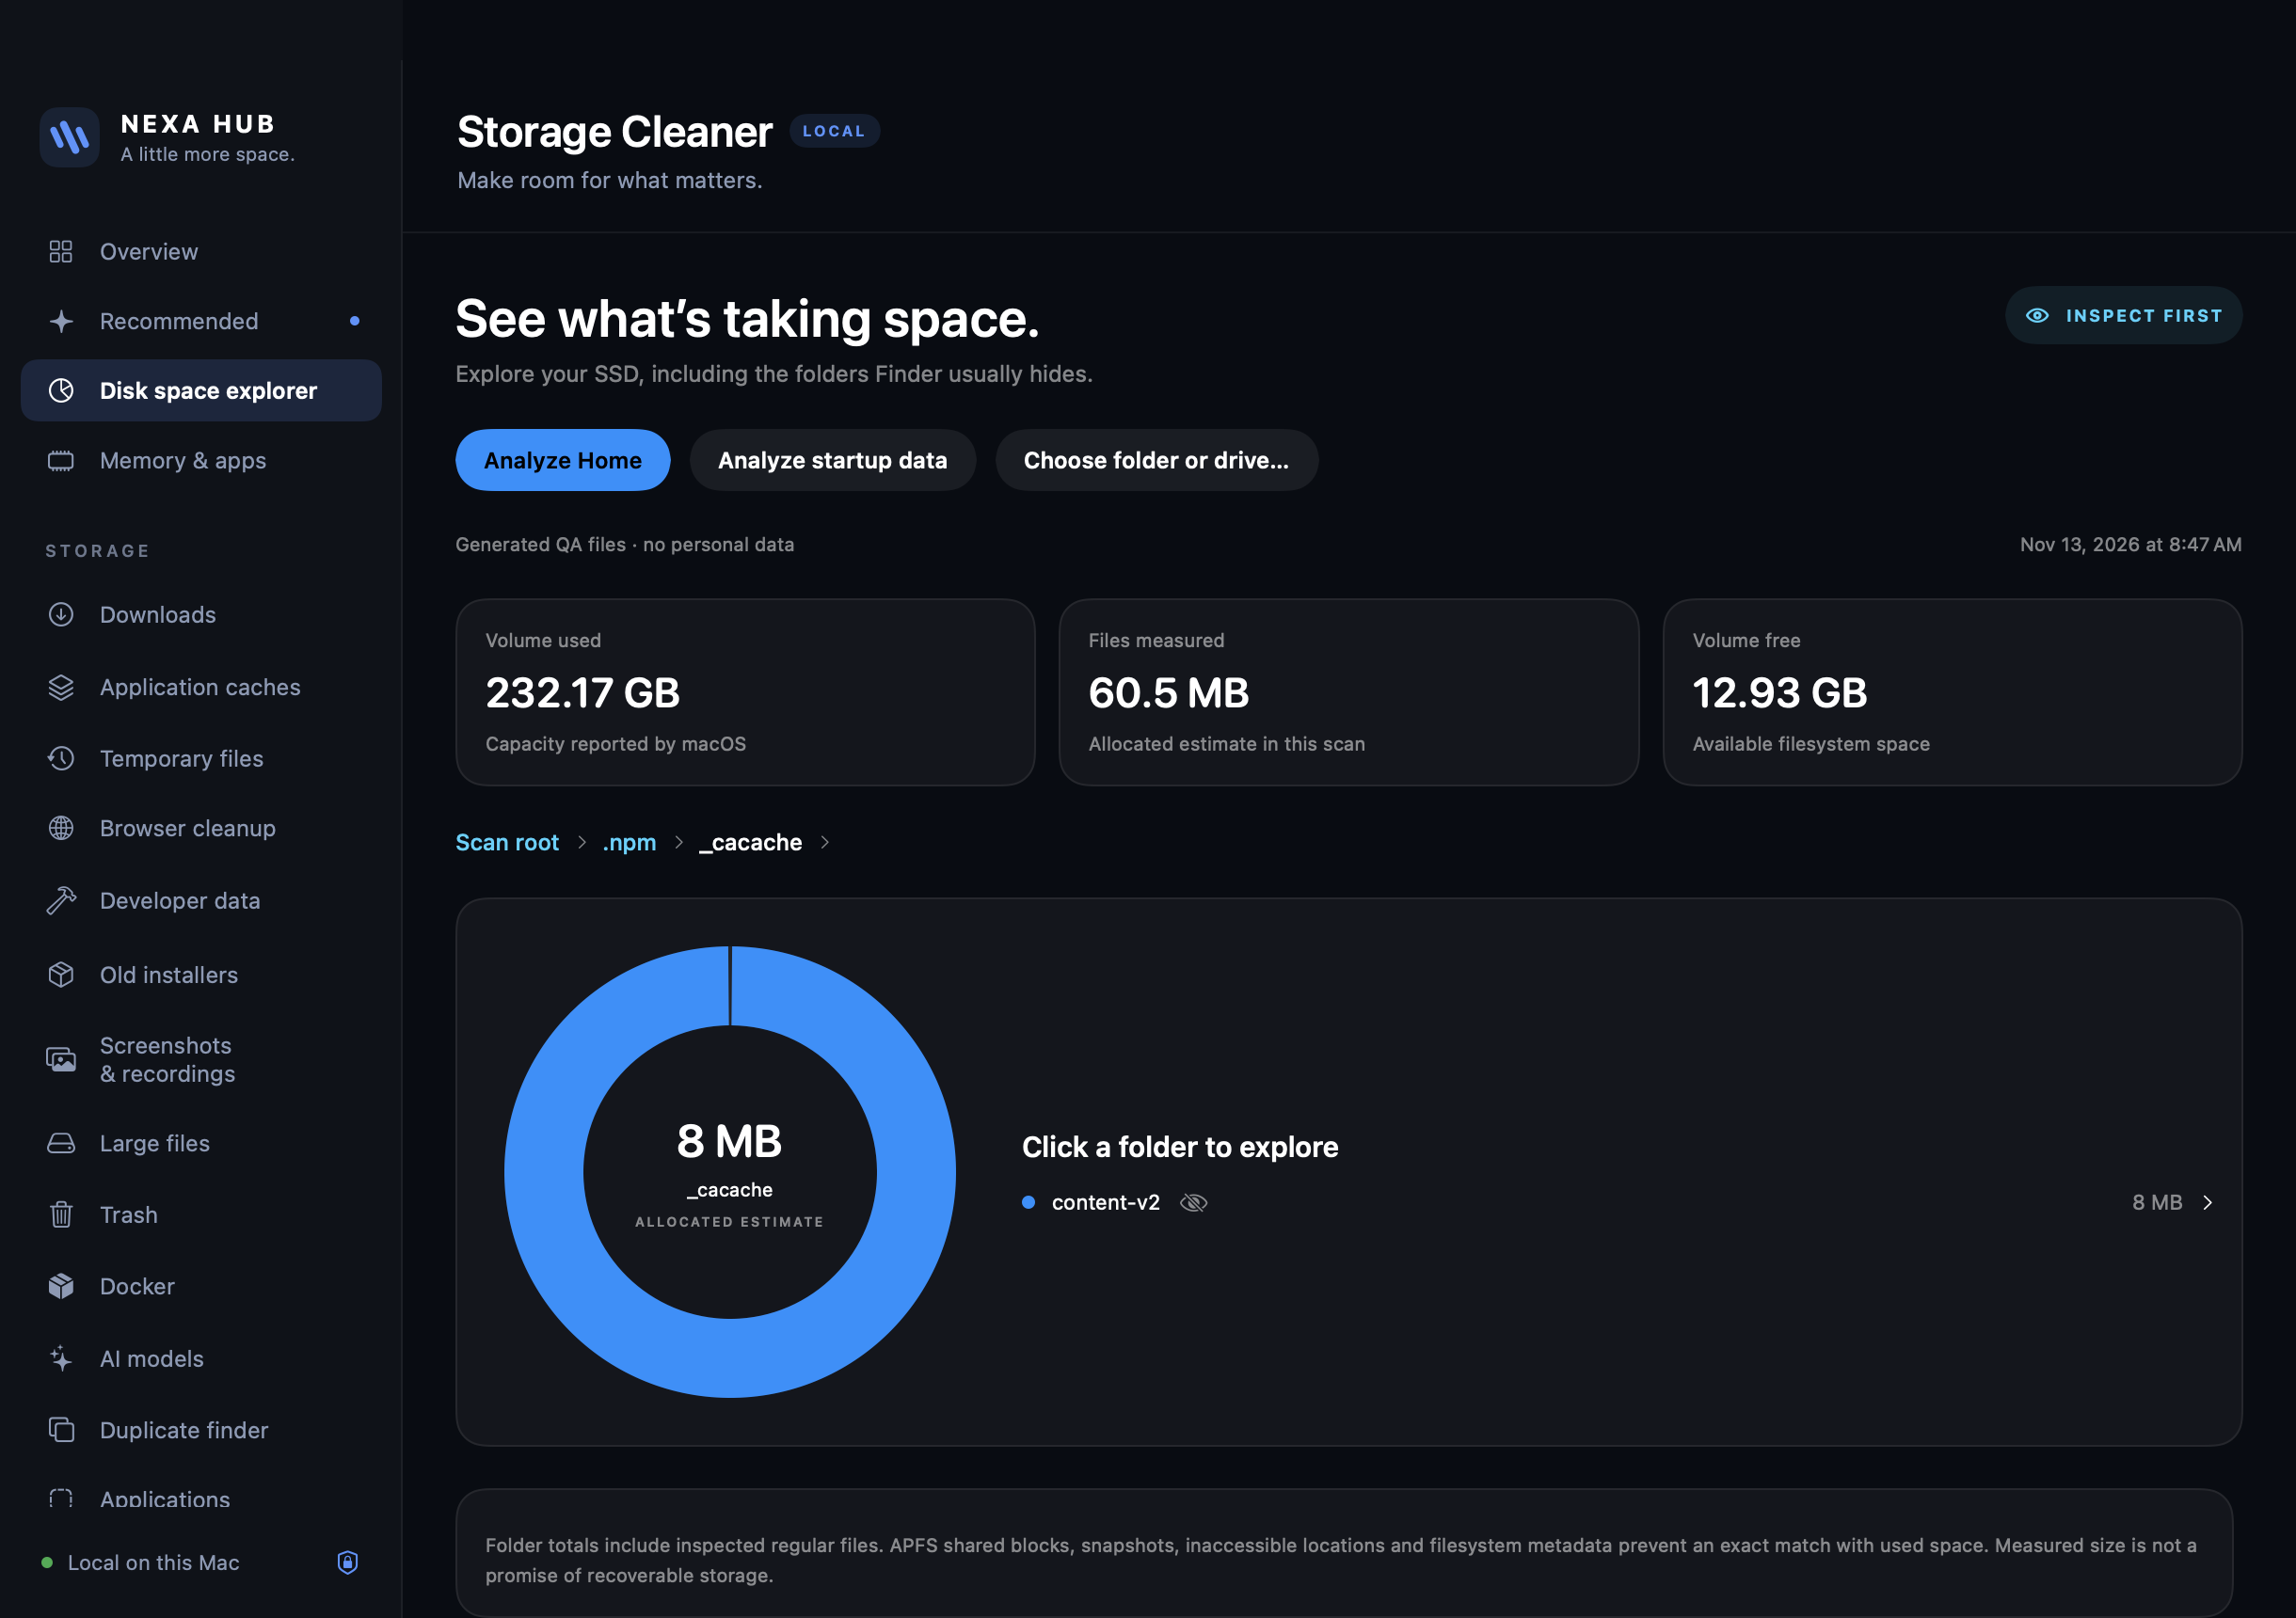 NEXA HUB
A little more space.
Overview
Recommended
Disk space explorer
Memory & apps
STORAGE
Downloads
Application caches
Temporary files
Browser cleanup
Developer data
Old installers
Screenshots
& recordings
Large files
Trash
Docker
AI models
Duplicate finder
Applications
Local on this Mac
Storage Cleaner
LOCAL
Make room for what matters.
See what’s taking space.
INSPECT FIRST
Explore your SSD, including the folders Finder usually hides.
Analyze Home
Analyze startup data
Choose folder or drive...
Generated QA files · no personal data
Nov 13, 2026 at 8:47 AM
Volume used
232.17 GB
Capacity reported by macOS
Files measured
60.5 MB
Allocated estimate in this scan
Volume free
12.93 GB
Available filesystem space
Scan root
.npm
_cacache
8 MB
_cacache
ALLOCATED ESTIMATE
Click a folder to explore
content-v2
8 MB
Folder totals include inspected regular files. APFS shared blocks, snapshots, inaccessible locations and filesystem metadata prevent an exact match with used space. Measured size is not a
promise of recoverable storage.